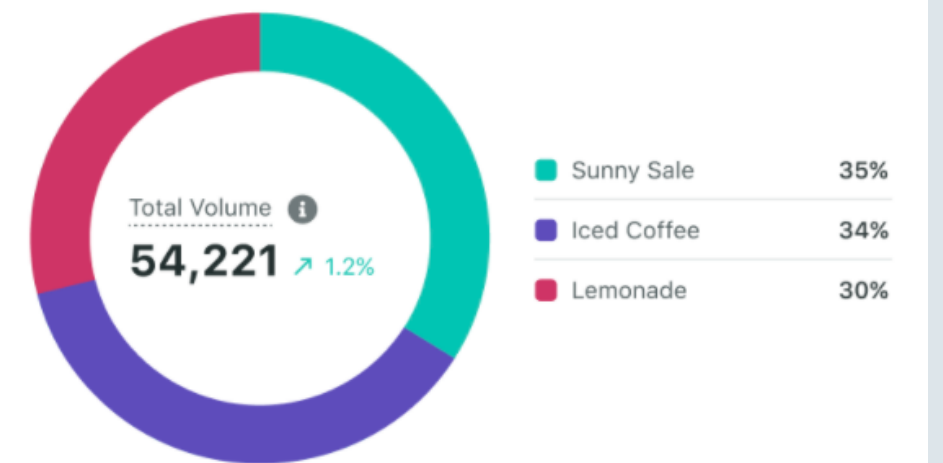 Total Volume
54,221 ↗ 1.2%
Sunny Sale 35%
Iced Coffee 34%
Lemonade 30%